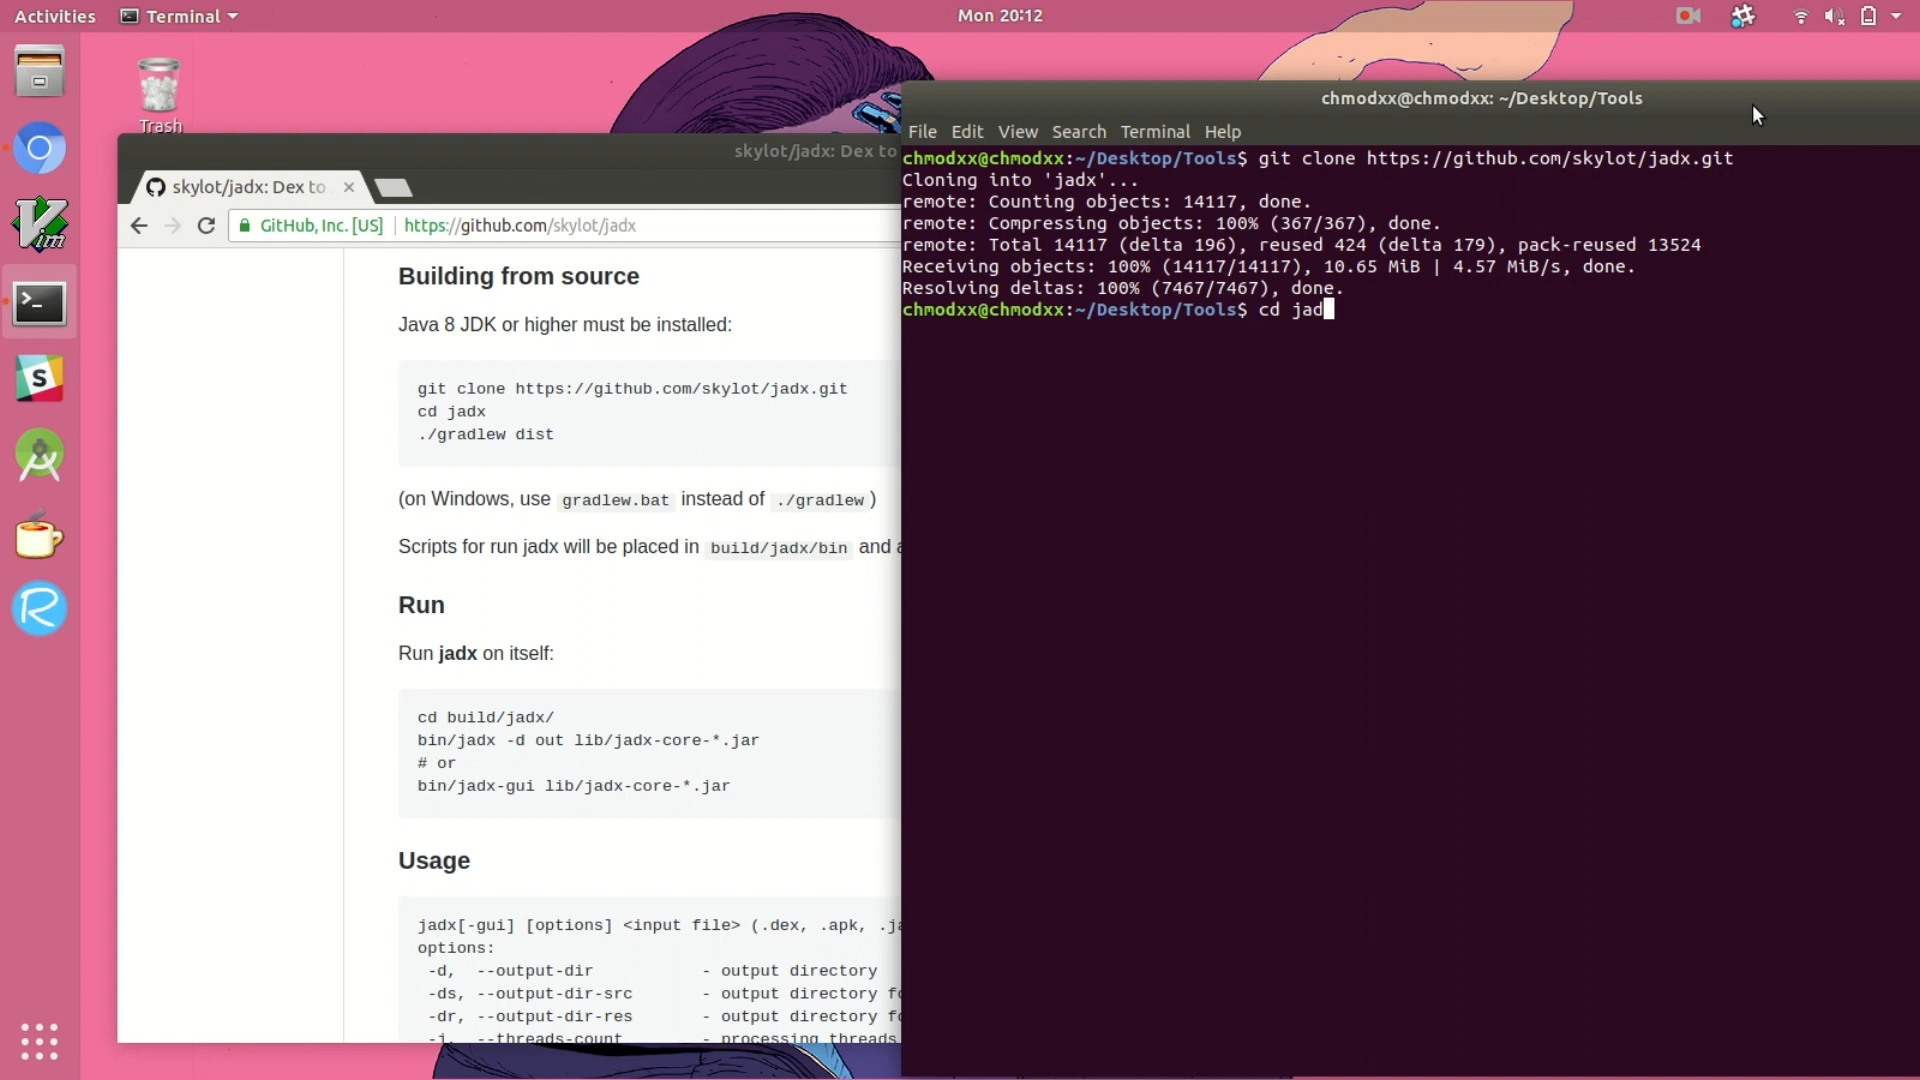 Activities
Terminal
Mon 20:12
Trash
skylot/jadx: Dex to
skylot/jadx: Dex to
GitHub, Inc. [US]
https://github.com/skylot/jadx
Building from source
Java 8 JDK or higher must be installed:
git clone https://github.com/skylot/jadx.git
cd jadx
./gradlew dist
(on Windows, use gradlew.bat instead of ./gradlew )
Scripts for run jadx will be placed in build/jadx/bin and
Run
Run jadx on itself:
cd build/jadx/
bin/jadx -d out lib/jadx-core-*.jar
# or
bin/jadx-gui lib/jadx-core-*.jar
Usage
jadx[-gui] [options] <input file> (.dex, .apk,
options:
-d, --output-dir - output directory
-ds, --output-dir-src - output directory
-dr, --output-dir-res - output directory
-j, --threads-count - processing threads
chmodxx@chmodxx: ~/Desktop/Tools
File Edit View Search Terminal Help
chmodxx@chmodxx:~/Desktop/Tools$ git clone https://github.com/skylot/jadx.git
Cloning into 'jadx'...
remote: Counting objects: 14117, done.
remote: Compressing objects: 100% (367/367), done.
remote: Total 14117 (delta 196), reused 424 (delta 179), pack-reused 13524
Receiving objects: 100% (14117/14117), 10.65 MiB | 4.57 MiB/s, done.
Resolving deltas: 100% (7467/7467), done.
chmodxx@chmodxx:~/Desktop/Tools$ cd jad
Vim
S
R